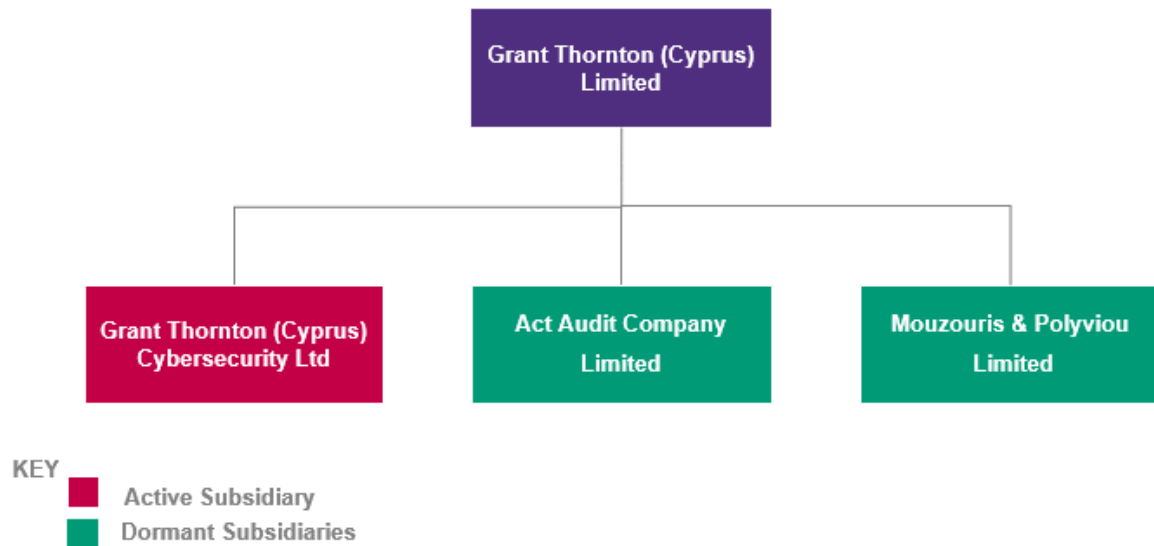 Grant Thornton (Cyprus)
Limited
Grant Thornton (Cyprus)
Cybersecurity Ltd
Act Audit Company
Limited
Mouzouris & Polyviou
Limited
KEY
Active Subsidiary
Dormant Subsidiaries